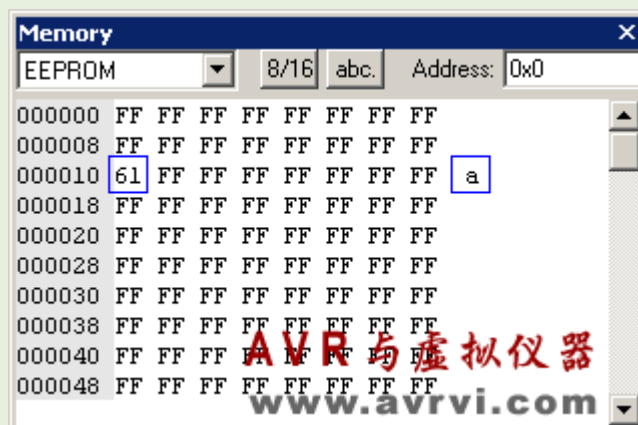 Memory
EEPROM 8/16 abc. Address: 0x0
000000 FF FF FF FF FF FF FF FF
000008 FF FF FF FF FF FF FF FF
000010 61 FF FF FF FF FF FF FF a
000018 FF FF FF FF FF FF FF FF
000020 FF FF FF FF FF FF FF FF
000028 FF FF FF FF FF FF FF FF
000030 FF FF FF FF FF FF FF FF
000038 FF FF FF FF FF FF FF FF
000040 FF FF FF FF FF FF FF FF
AVR与虚拟仪器
000048 FF FF FF FF FF FF FF FF
www.avrvi.com